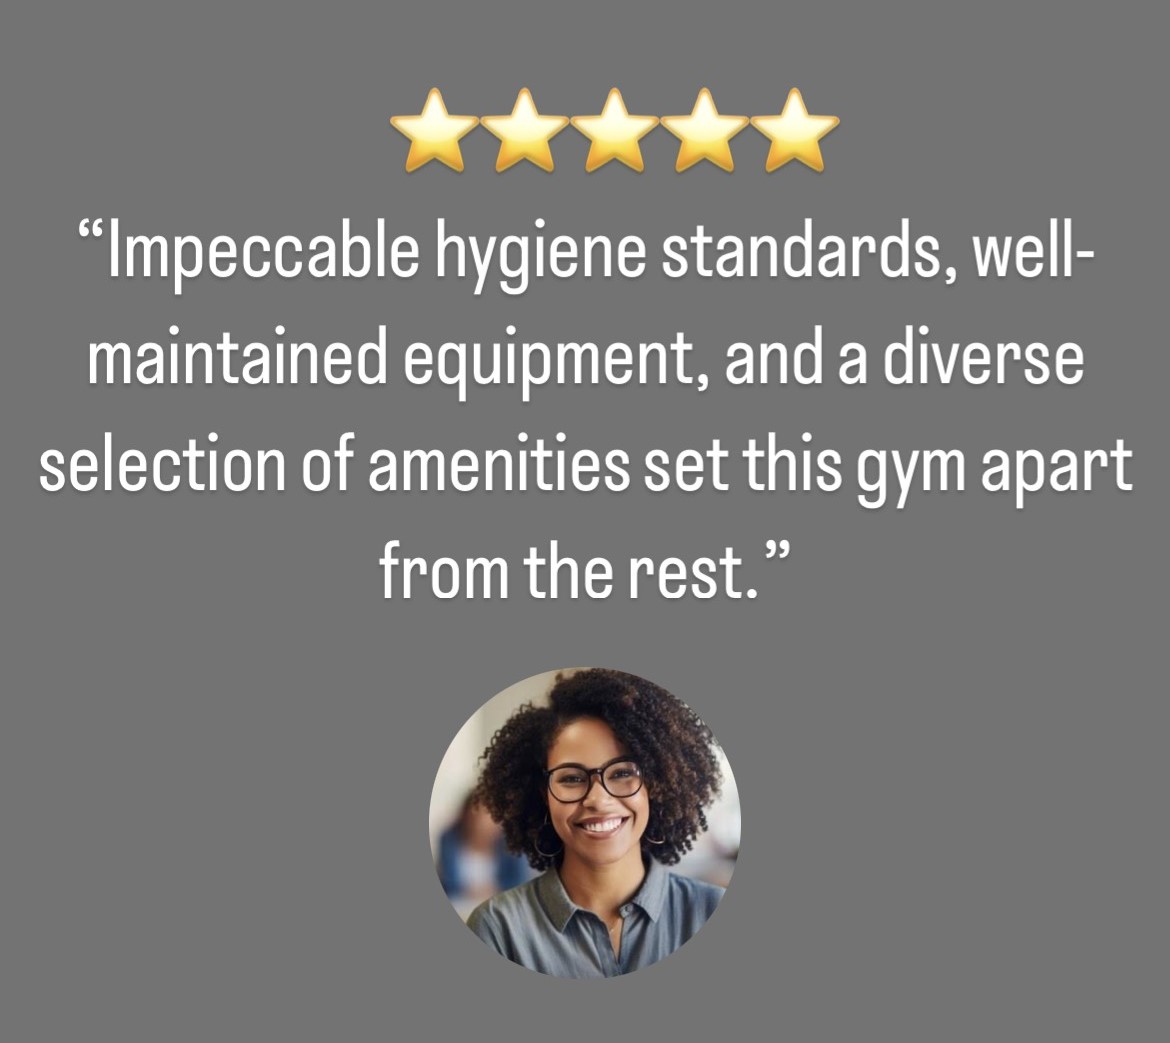 “Impeccable hygiene standards, well-
maintained equipment, and a diverse
selection of amenities set this gym apart
from the rest.”